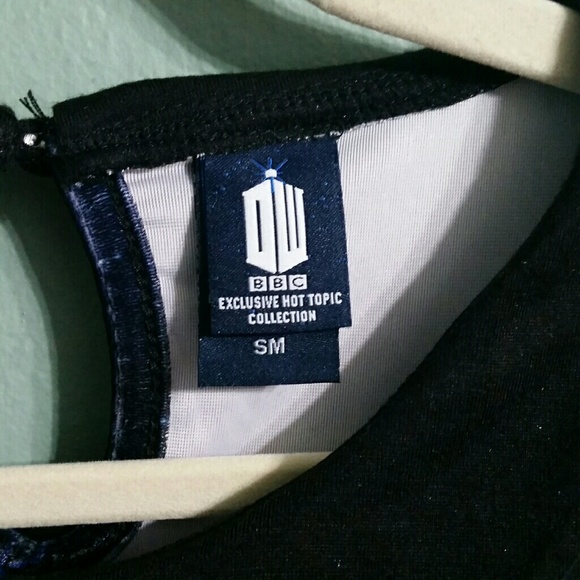 DW
BBC
EXCLUSIVE HOT TOPIC
COLLECTION
SM